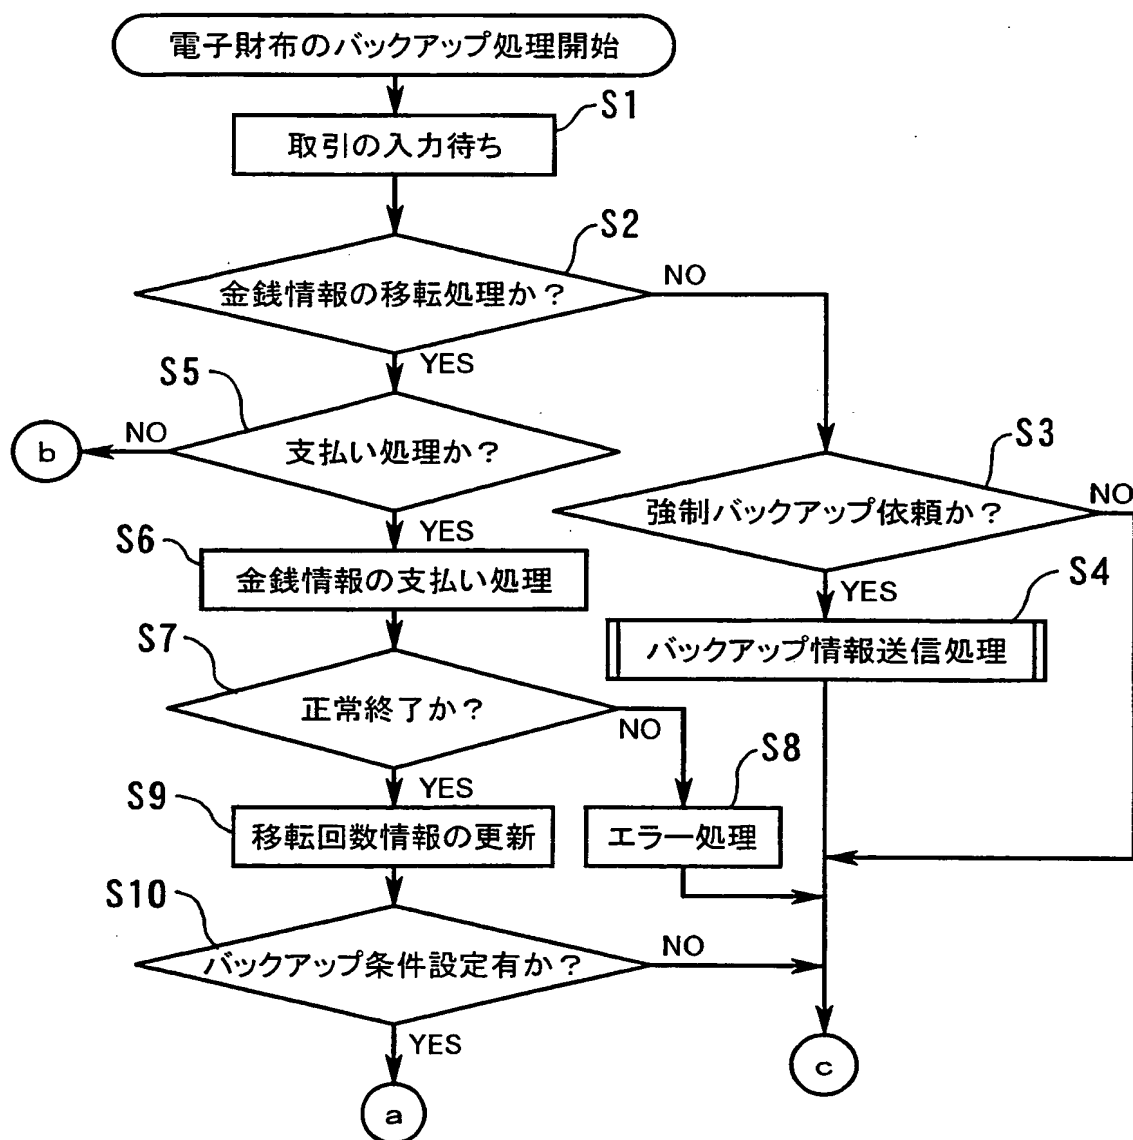 電子財布のバックアップ処理開始
S1
取引の入力待ち
S2
金銭情報の移転処理か？
NO
YES
S5
支払い処理か？
NO
b
S3
強制バックアップ依頼か？
NO
YES
S6
金銭情報の支払い処理
YES
S4
バックアップ情報送信処理
S7
正常終了か？
NO
YES
S8
エラー処理
S9
移転回数情報の更新
S10
バックアップ条件設定有か？
NO
YES
c
a